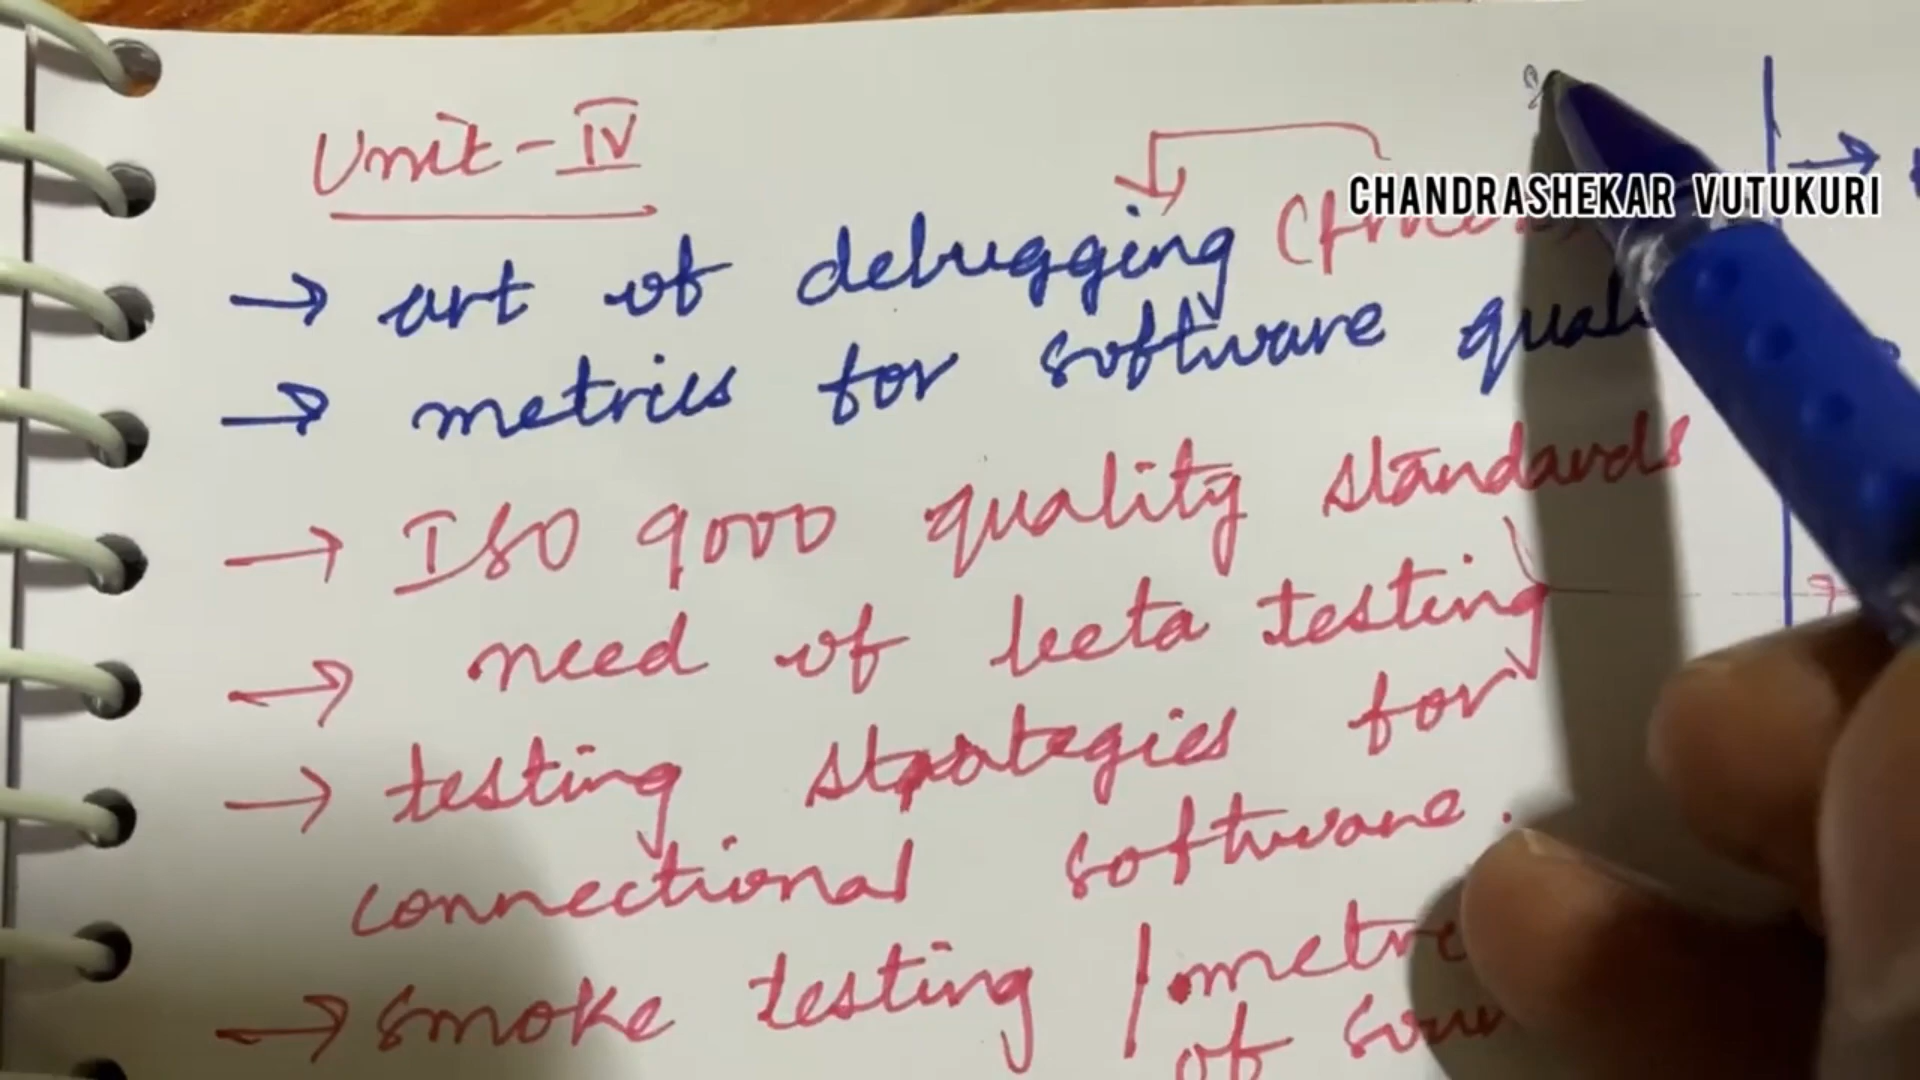 Unit-IV
CHANDRASHEKAR VUTUKURI
→ art of debugging
→ metrics for software
→ ISO 9000 quality standards
→ need of beta testing
→ testing strategies for
connectional software.
→ smoke testing /
of